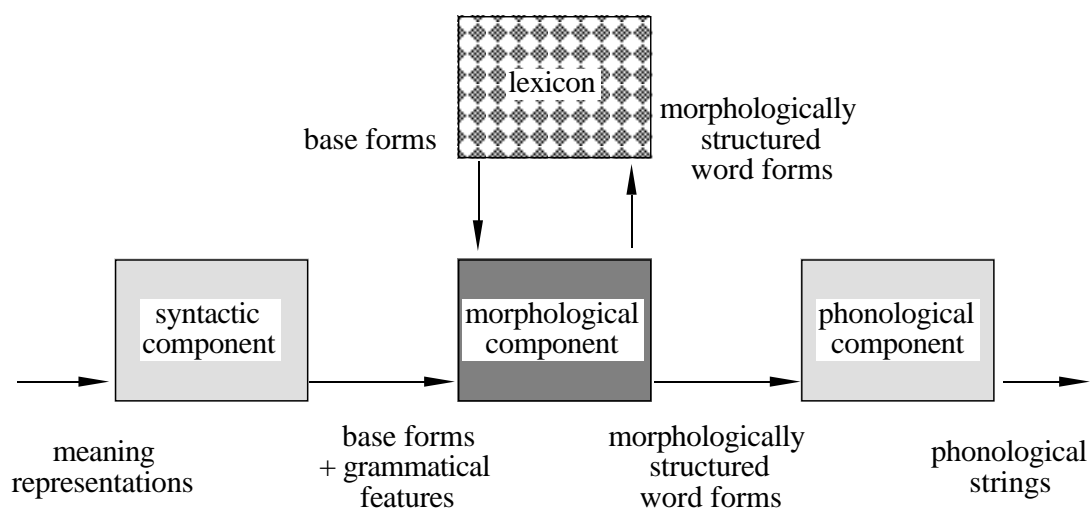 lexicon
base forms
morphologically
structured
word forms
syntactic
component
morphological
component
phonological
component
meaning
representations
base forms
+ grammatical
features
morphologically
structured
word forms
phonological
strings